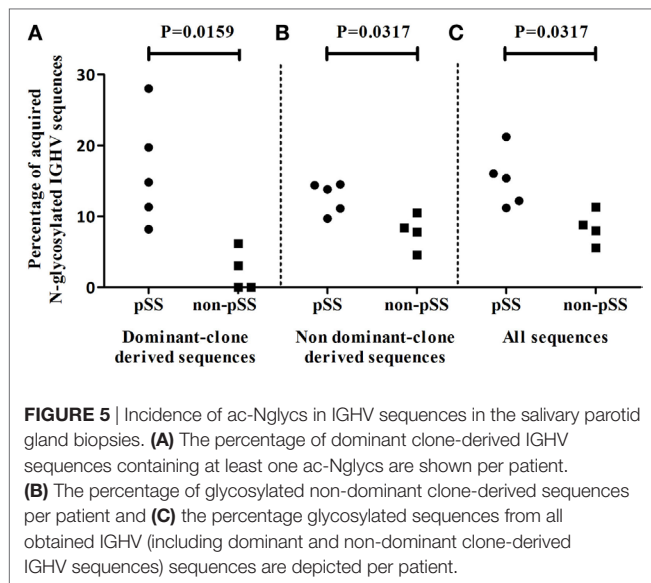 A P=0.0159 B P=0.0317 C P=0.0317
Percentage of acquired
N-glycosylated IGHV sequences
30
20
10
0
pSS non-pSS pSS non-pSS pSS non-pSS
Dominant-clone
derived sequences
Non dominant-clone
derived sequences
All sequences
FIGURE 5 | Incidence of ac-Nglycs in IGHV sequences in the salivary parotid
gland biopsies. (A) The percentage of dominant clone-derived IGHV
sequences containing at least one ac-Nglycs are shown per patient.
(B) The percentage of glycosylated non-dominant clone-derived sequences
per patient and (C) the percentage glycosylated sequences from all
obtained IGHV (including dominant and non-dominant clone-derived
IGHV sequences) sequences are depicted per patient.